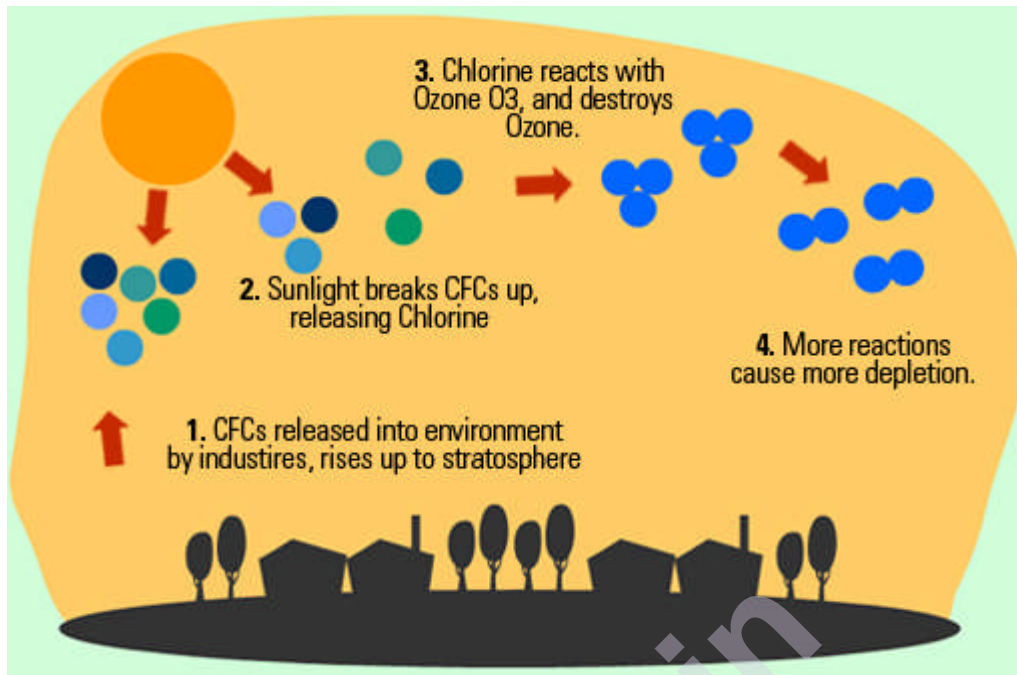 3. Chlorine reacts with
Ozone O3, and destroys
Ozone.
2. Sunlight breaks CFCs up,
releasing Chlorine
4. More reactions
cause more depletion.
1. CFCs released into environment
by industires, rises up to stratosphere
in